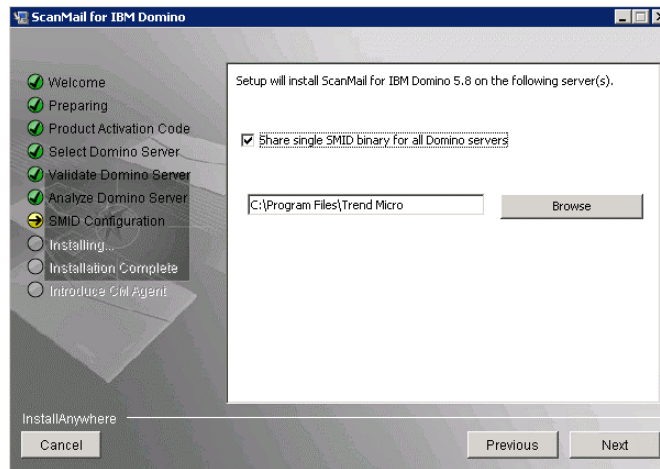 ScanMail for IBM Domino
Welcome
Preparing
Product Activation Code
Select Domino Server
Validate Domino Server
Analyze Domino Server
SMID Configuration
Installing...
Installation Complete
Introduce CM Agent
Setup will install ScanMail for IBM Domino 5.8 on the following server(s).
Share single SMID binary for all Domino servers
C:\Program Files\Trend Micro
Browse
InstallAnywhere
Cancel
Previous
Next